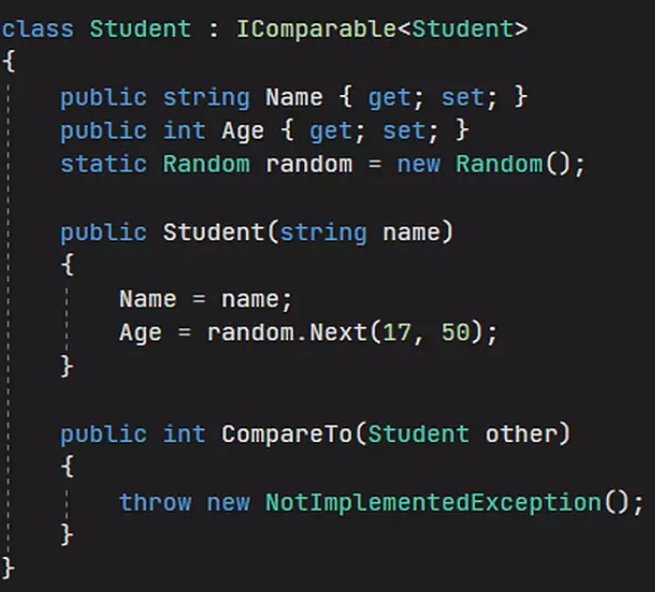 class Student : IComparable<Student>
{
    public string Name { get; set; }
    public int Age { get; set; }
    static Random random = new Random();

    public Student(string name)
    {
        Name = name;
        Age = random.Next(17, 50);
    }

    public int CompareTo(Student other)
    {
        throw new NotImplementedException();
    }
}